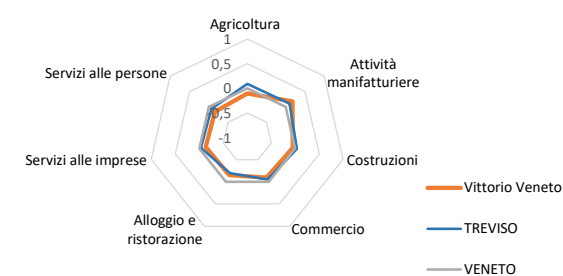 Agricoltura
1
0,5
0
-0,5
-1
Attività
manifatturiere
Costruzioni
Commercio
Alloggio e
ristorazione
Servizi alle imprese
Servizi alle persone
Vittorio Veneto
TREVISO
VENETO